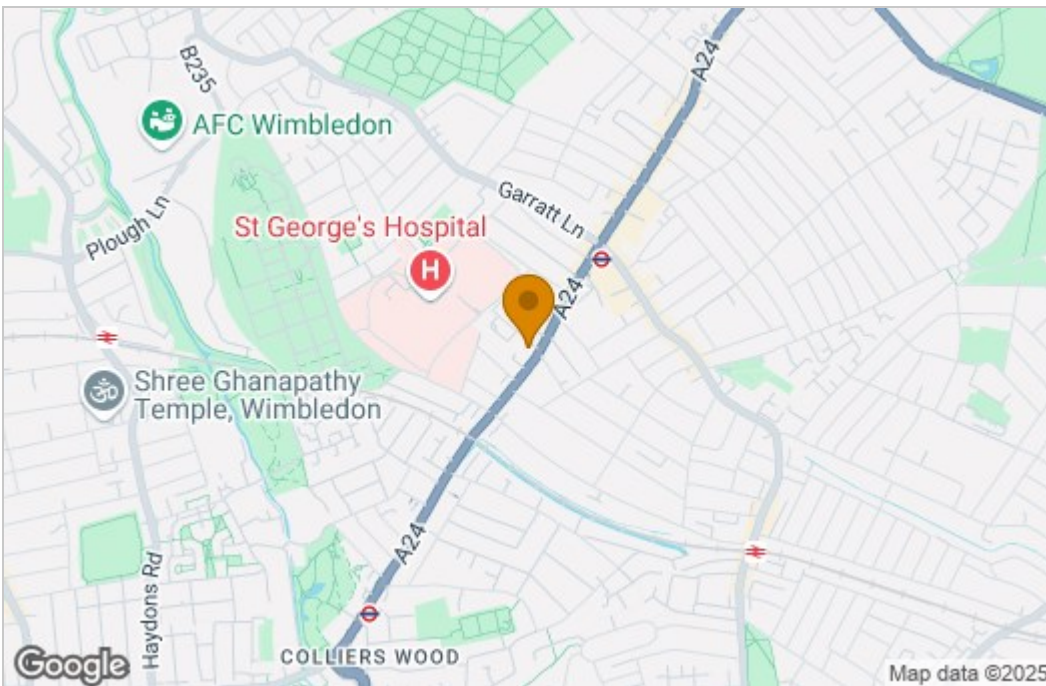 A24
B235
AFC Wimbledon
Garratt Ln
Plough Ln
St George's Hospital
H
A24
Shree Ghanapathy
Temple, Wimbledon
A24
Haydons Rd
COLLIERS WOOD
Google
Map data ©2025